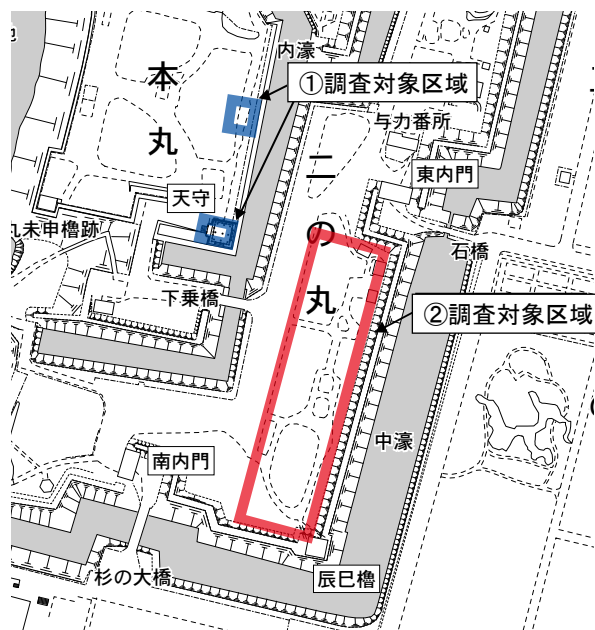 内濠
本丸
①調査対象区域
与力番所
二の丸
東内門
天守
丸未申櫓跡
石橋
下乗橋
②調査対象区域
中濠
南内門
杉の大橋
辰巳櫓